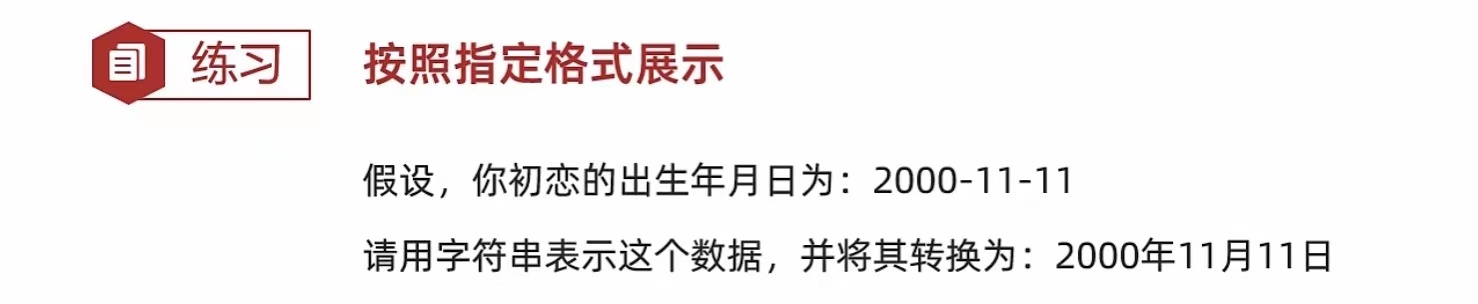 练习
按照指定格式展示
假设，你初恋的出生年月日为：2000-11-11
请用字符串表示这个数据，并将其转换为：2000年11月11日